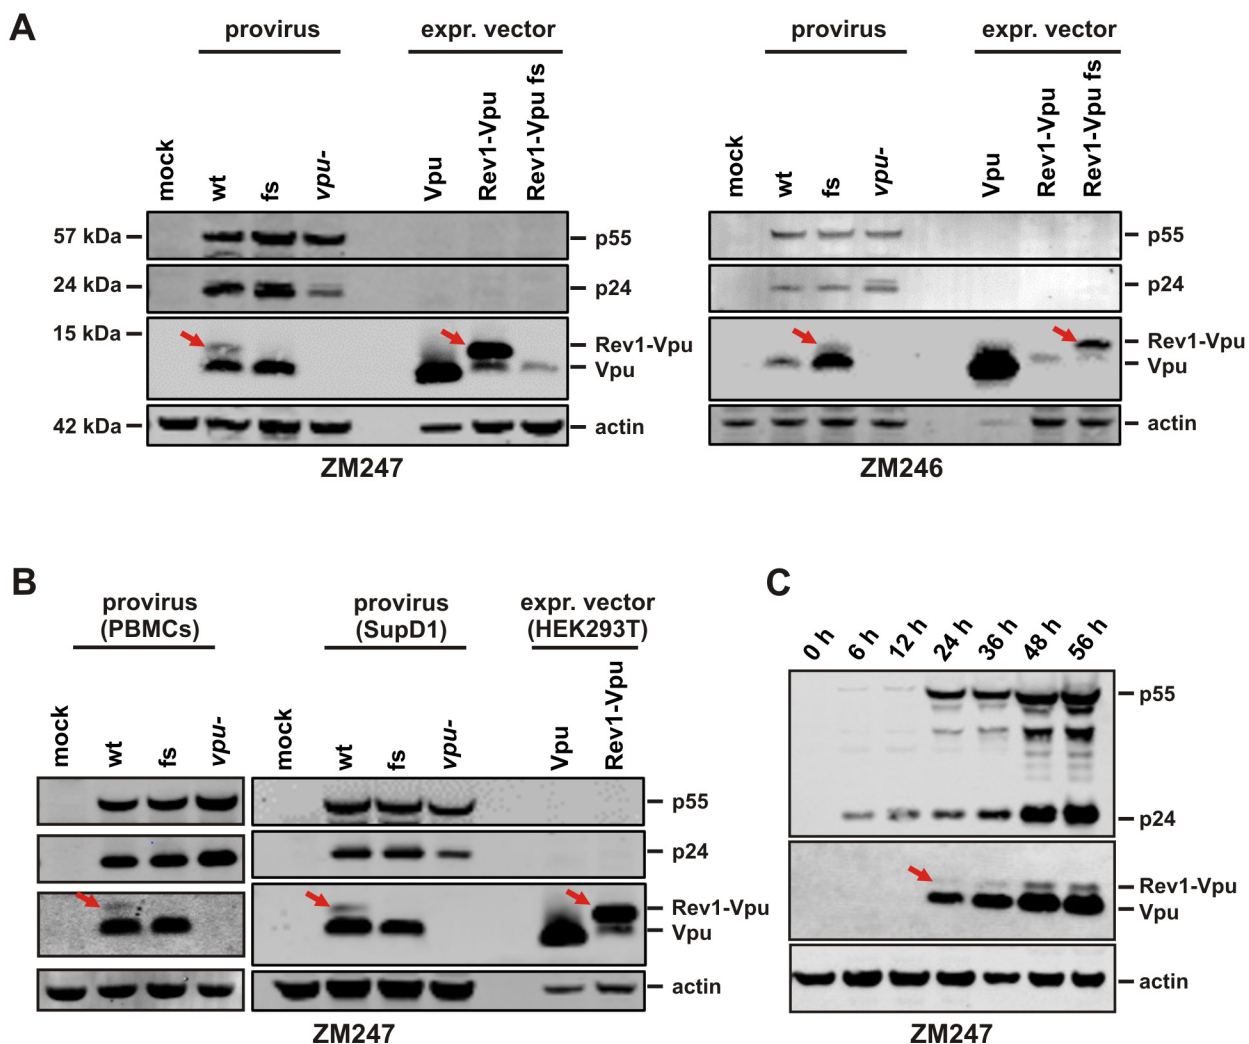 A
provirus
expr. vector
provirus
expr. vector
mock
wt
fs
vpu-
Vpu
Rev1-Vpu
Rev1-Vpu fs
mock
wt
fs
vpu-
Vpu
Rev1-Vpu
Rev1-Vpu fs
57 kDa
p55
p55
24 kDa
p24
p24
15 kDa
Rev1-Vpu
Rev1-Vpu
Vpu
Vpu
42 kDa
actin
actin
ZM247
ZM246
B
provirus
(PBMCs)
provirus
(SupD1)
expr. vector
(HEK293T)
mock
wt
fs
vpu-
mock
wt
fs
vpu-
Vpu
Rev1-Vpu
p55
p24
Rev1-Vpu
Vpu
actin
ZM247
C
0 h
6 h
12 h
24 h
36 h
48 h
56 h
p55
p24
Rev1-Vpu
Vpu
actin
ZM247